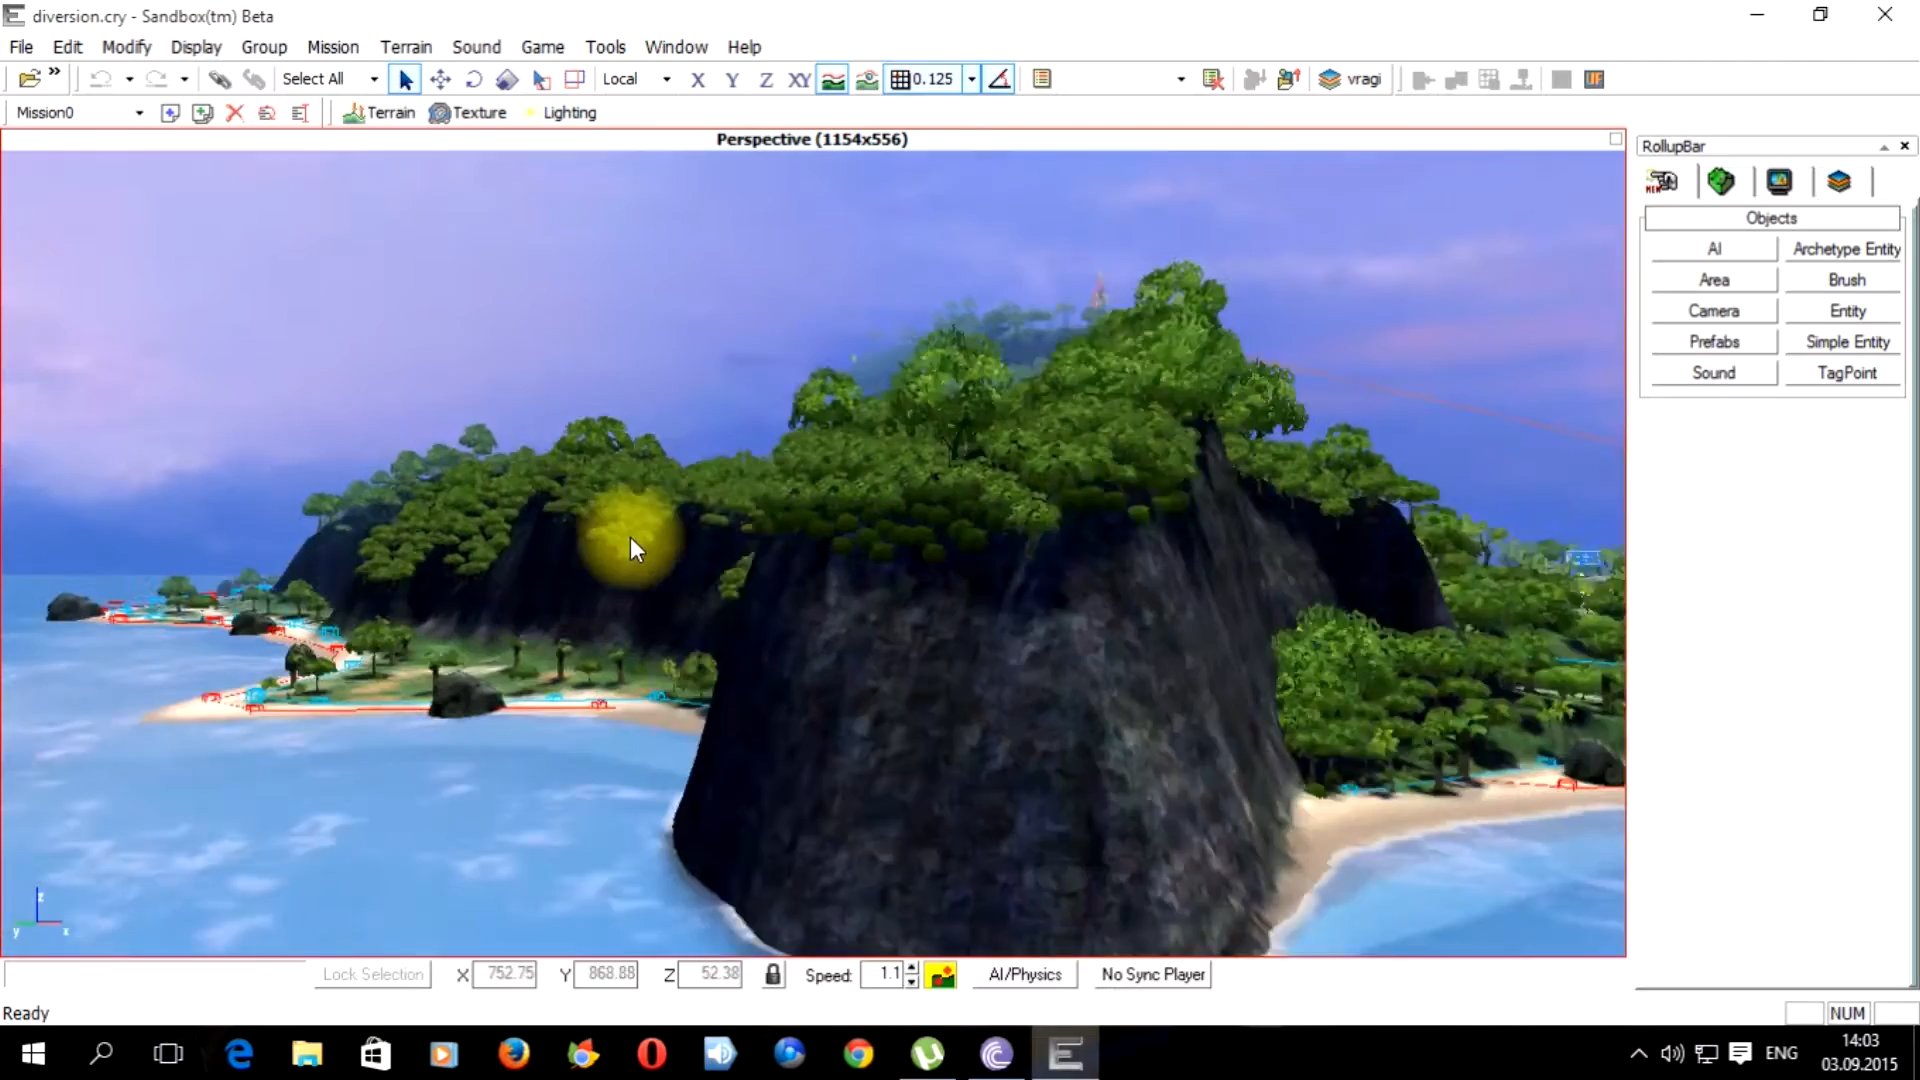 diversion.cry - Sandbox(tm) Beta
File Edit Modify Display Group Mission Terrain Sound Game Tools Window Help
Select All Local X Y Z XY 0.125 vragi
Mission0 Terrain Texture Lighting
Perspective (1154x556)
RollupBar
NEW
Objects
AI Archetype Entity
Area Brush
Camera Entity
Prefabs Simple Entity
Sound TagPoint
z
y x
Lock Selection X 752.75 Y 868.88 Z 52.38 Speed: 1.1 AI/Physics No Sync Player
Ready NUM
ENG 14:03
03.09.2015